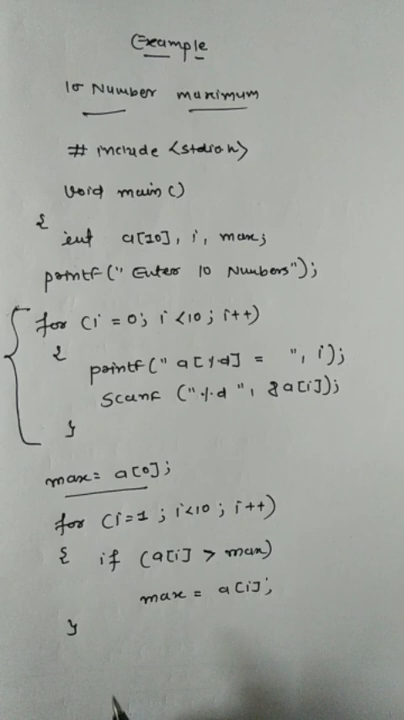 Example
10 Number maximum
# include <stdio.h>
void main()
{
int a[10], i, max;
printf(" Enter 10 Numbers");
for (i = 0; i <10 ; i++)
{
printf(" a[%d] = ", i);
scanf ("%d ", &a[i]);
}
max= a[0];
for (i=1 ; i<10 ; i++)
{ if (a[i] > max)
max = a[i];
}